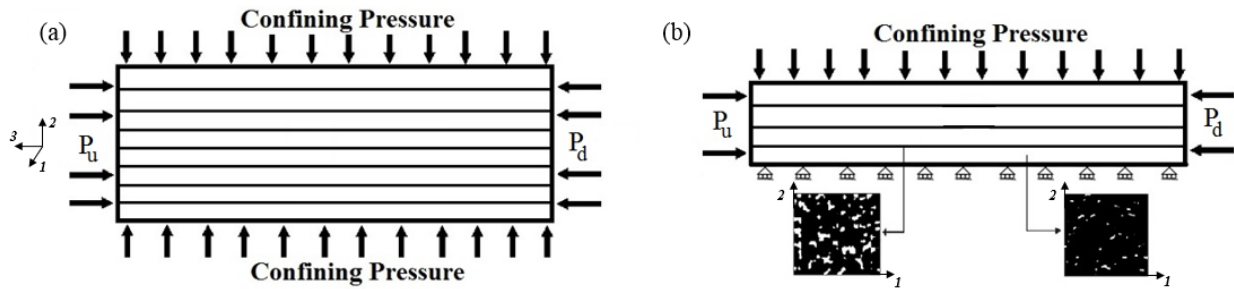 (a)
Confining Pressure
P_u
P_d
3
2
1
Confining Pressure
(b)
Confining Pressure
P_u
P_d
2
1
2
1